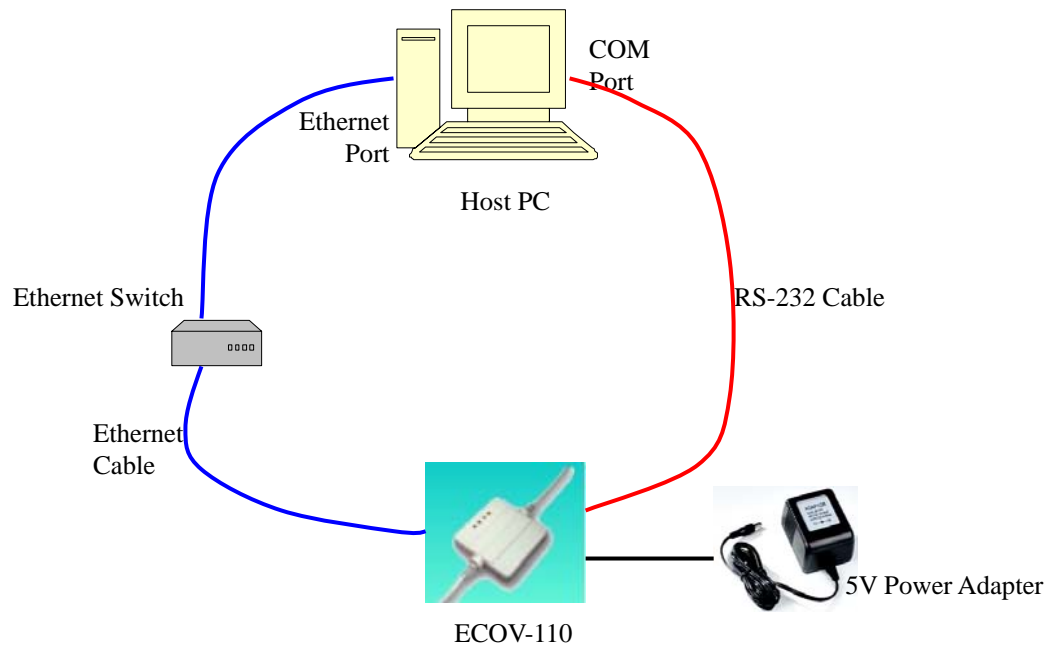 COM
Port
Ethernet
Port
Host PC
Ethernet Switch
RS-232 Cable
Ethernet
Cable
5V Power Adapter
ECOV-110